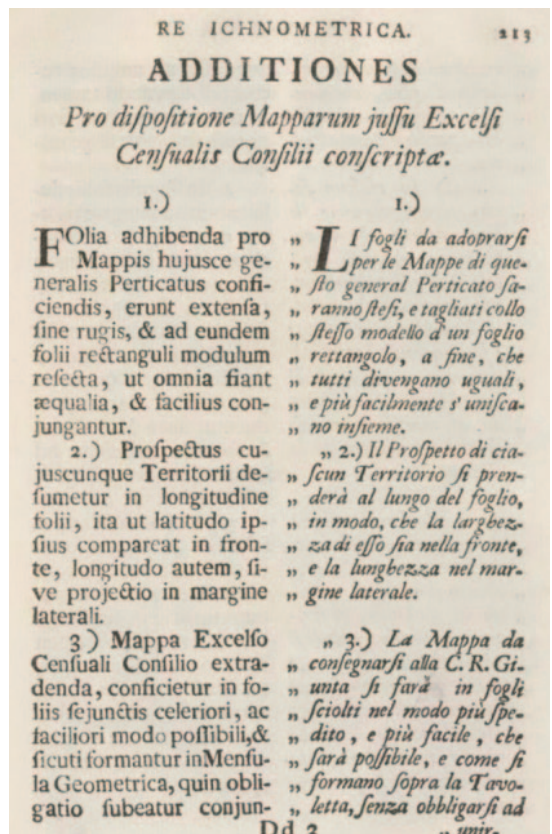 RE ICHNOMETRICA. 213
ADDITIONES
Pro diſpoſitione Mapparum juſſu Excelſi
Cenſualis Conſilii conſcriptæ.
1.)
FOlia adhibenda pro
Mappis hujusce ge-
neralis Perticatus confi-
ciendis, erunt extenſa,
ſine rugis, & ad eundem
folii rectanguli modulum
reſecta, ut omnia fiant
æqualia, & facilius con-
jungantur.
2.) Proſpectus cu-
juscunque Territorii de-
ſumetur in longitudine
folii, ita ut latitudo ip-
ſius compareat in fron-
te, longitudo autem, ſi-
ve projectio in margine
laterali.
3 ) Mappa Excelſo
Cenſuali Conſilio extra-
denda, conficietur in fo-
liis ſejunctis celeriori, ac
faciliori modo poſſibili,&
ſicuti formantur inMenſu-
la Geometrica, quin obli-
gatio ſubeatur conjun-
1.)
„ LI fogli da adoprarſi
„ per le Mappe di que-
„ ſto general Perticato ſa-
„ ranno ſteſi, e tagliati collo
„ ſteſſo modello d'un foglio
„ rettangolo, a fine, che
„ tutti divengano uguali,
„ e più facilmente s' uniſca-
„ no inſieme.
„ 2.) Il Proſpetto di cia-
„ ſcun Territorio ſi pren-
„ derà al lungo del foglio,
„ in modo, che la larghez-
„ za di eſſo ſia nella fronte,
„ e la lunghezza nel mar-
„ gine laterale.
„ 3.) La Mappa da
„ conſegnarſi alla C. R. Gi-
„ unta ſi farà in fogli
„ ſciolti nel modo più ſpe-
„ dito, e più facile, che
„ ſarà poſſibile, e come ſi
„ formano ſopra la Tavo-
„ letta, ſenza obbligarſi ad
Dd 3 „ unir-